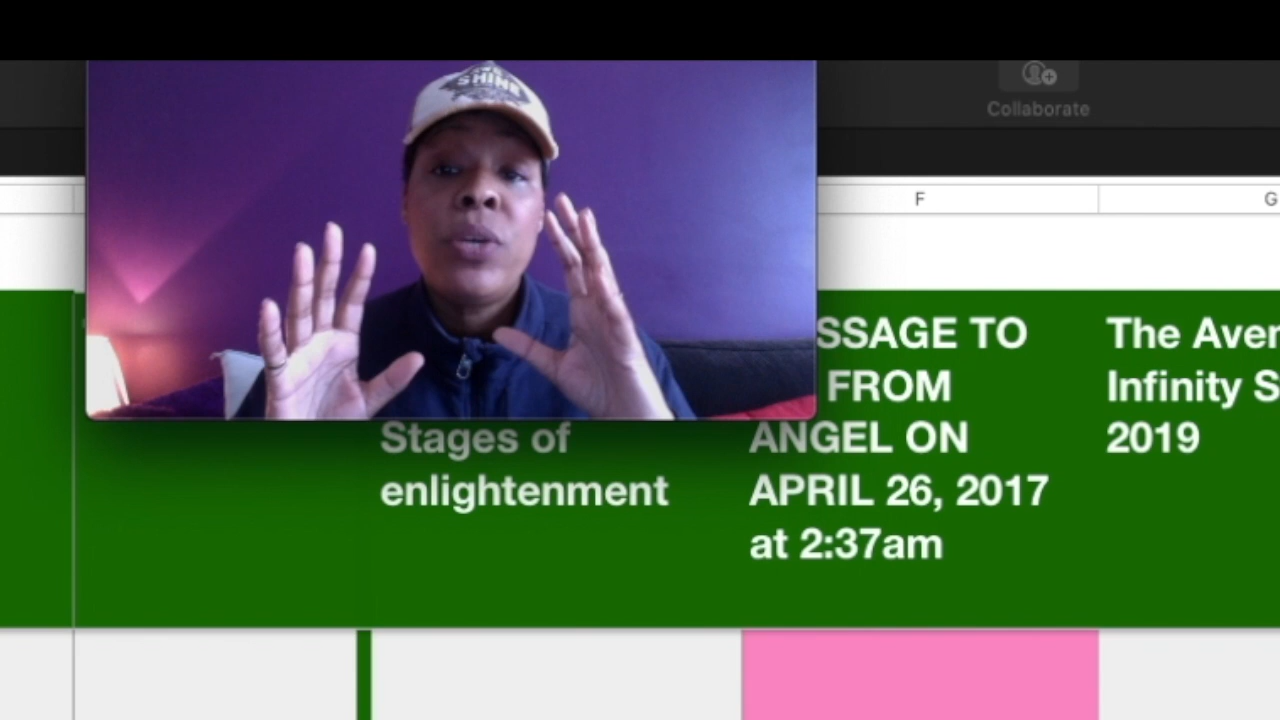 SHINE
Collaborate
F
G
SSAGE TO
FROM
ANGEL ON
APRIL 26, 2017
at 2:37am
The Aver
Infinity S
2019
Stages of
enlightenment